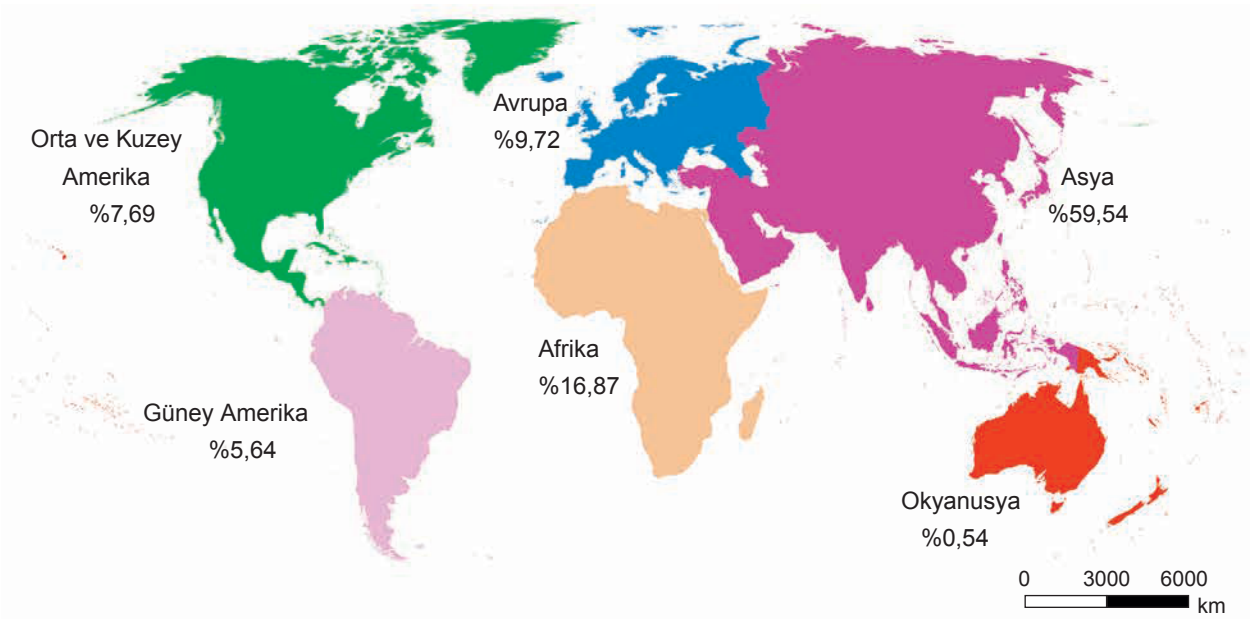 Orta ve Kuzey
Amerika
%7,69
Avrupa
%9,72
Asya
%59,54
Afrika
%16,87
Güney Amerika
%5,64
Okyanusya
%0,54
0 3000 6000
km